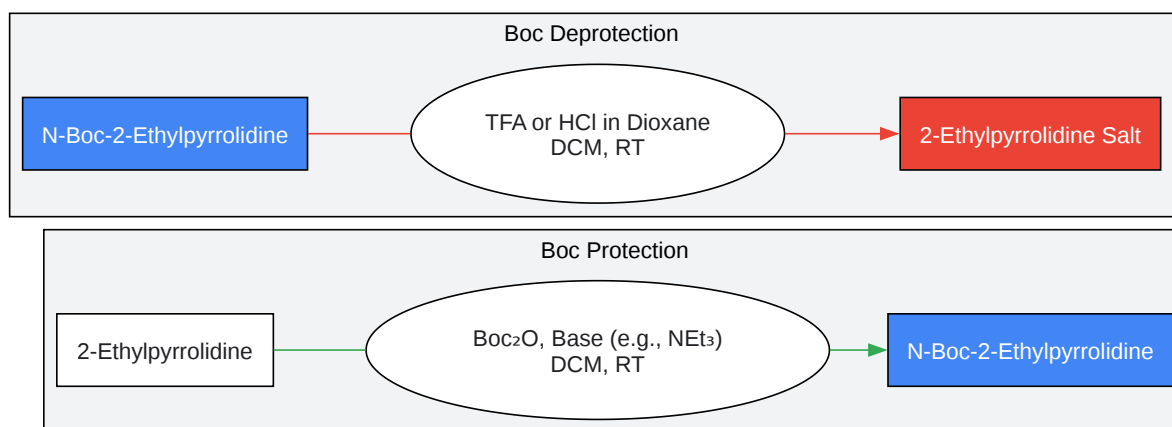 Boc Deprotection
N-Boc-2-Ethylpyrrolidine
TFA or HCl in Dioxane
DCM, RT
2-Ethylpyrrolidine Salt
Boc Protection
2-Ethylpyrrolidine
Boc₂O, Base (e.g., NEt₃)
DCM, RT
N-Boc-2-Ethylpyrrolidine